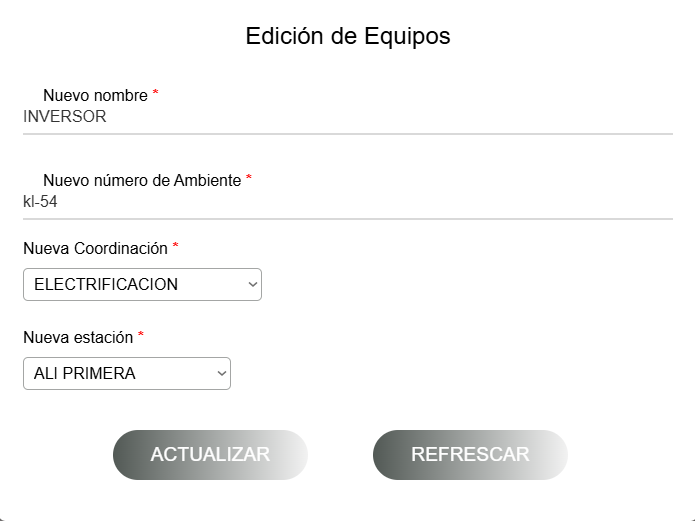 Edición de Equipos
Nuevo nombre *
INVERSOR
Nuevo número de Ambiente *
kl-54
Nueva Coordinación *
ELECTRIFICACION
Nueva estación *
ALI PRIMERA
ACTUALIZAR
REFRESCAR